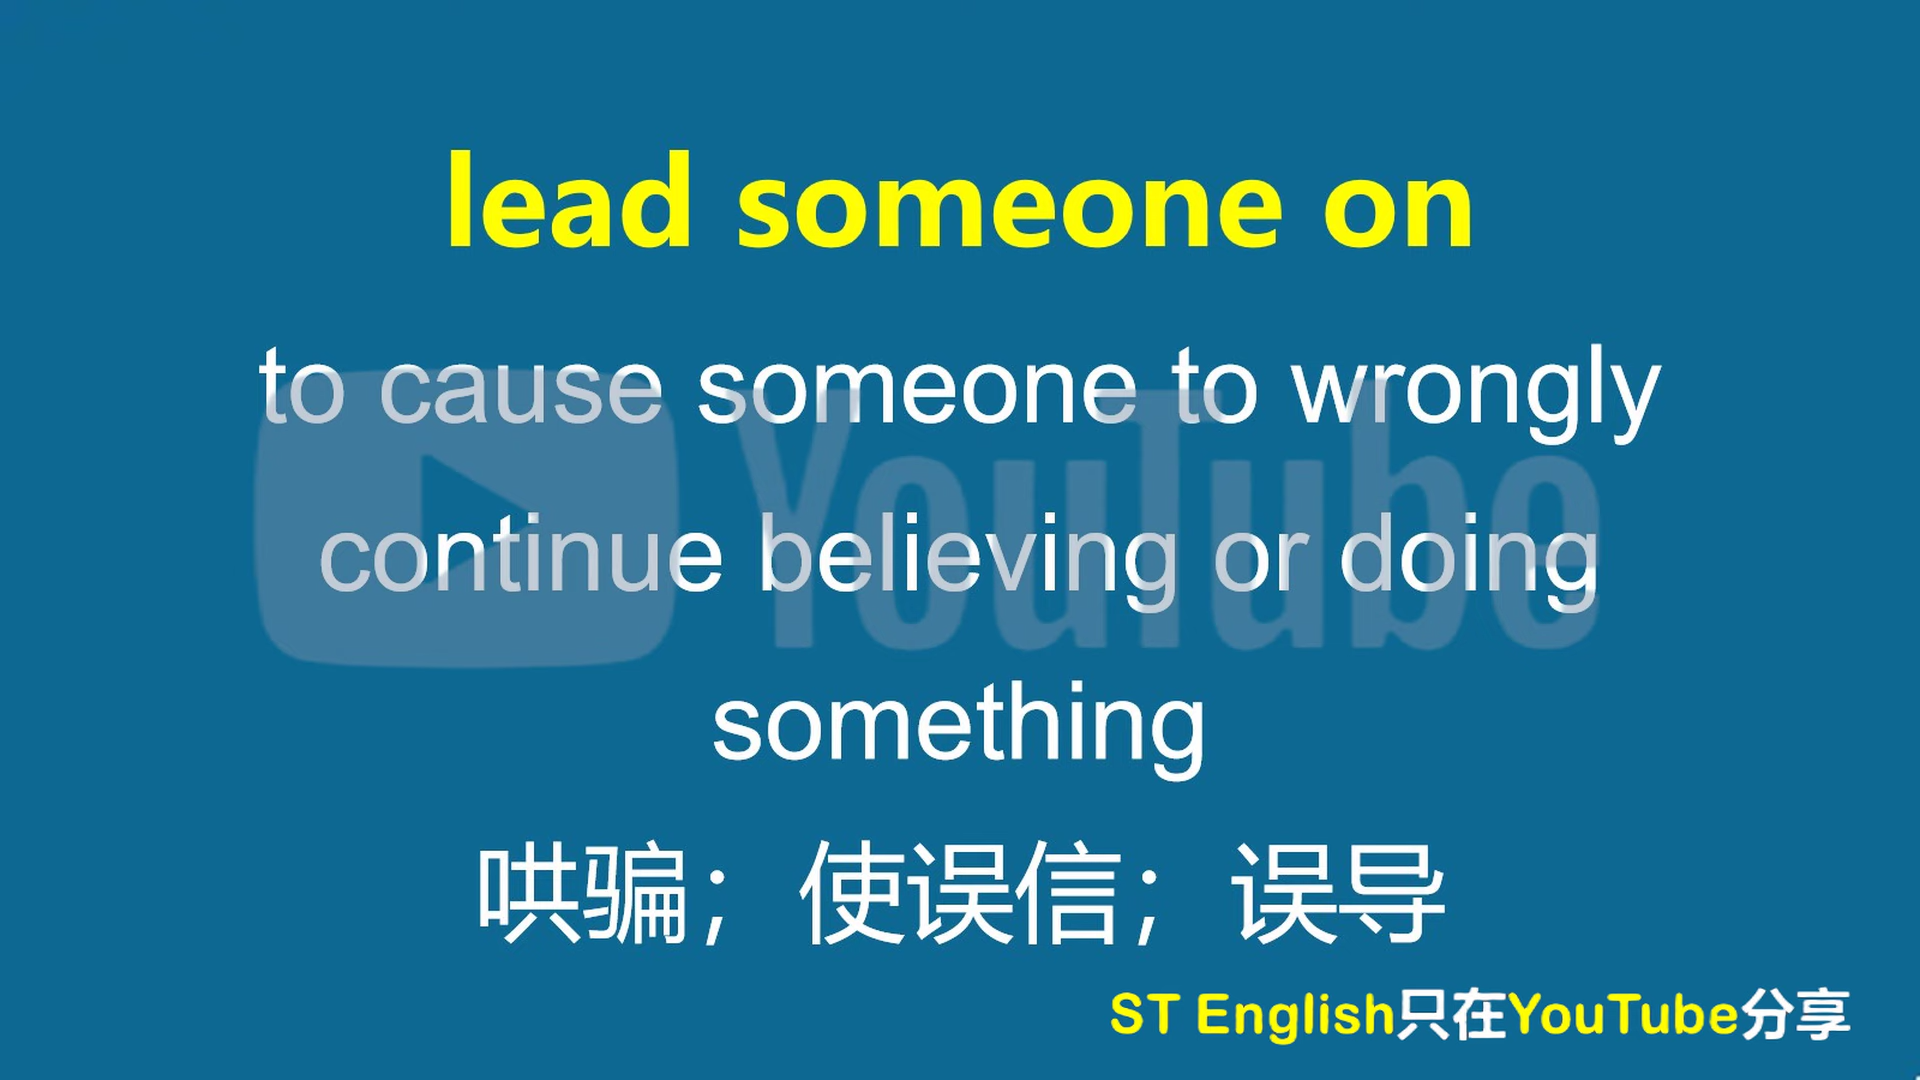 lead someone on
to cause someone to wrongly
continue believing or doing
something
哄骗；使误信；误导
YouTube
ST English只在YouTube分享